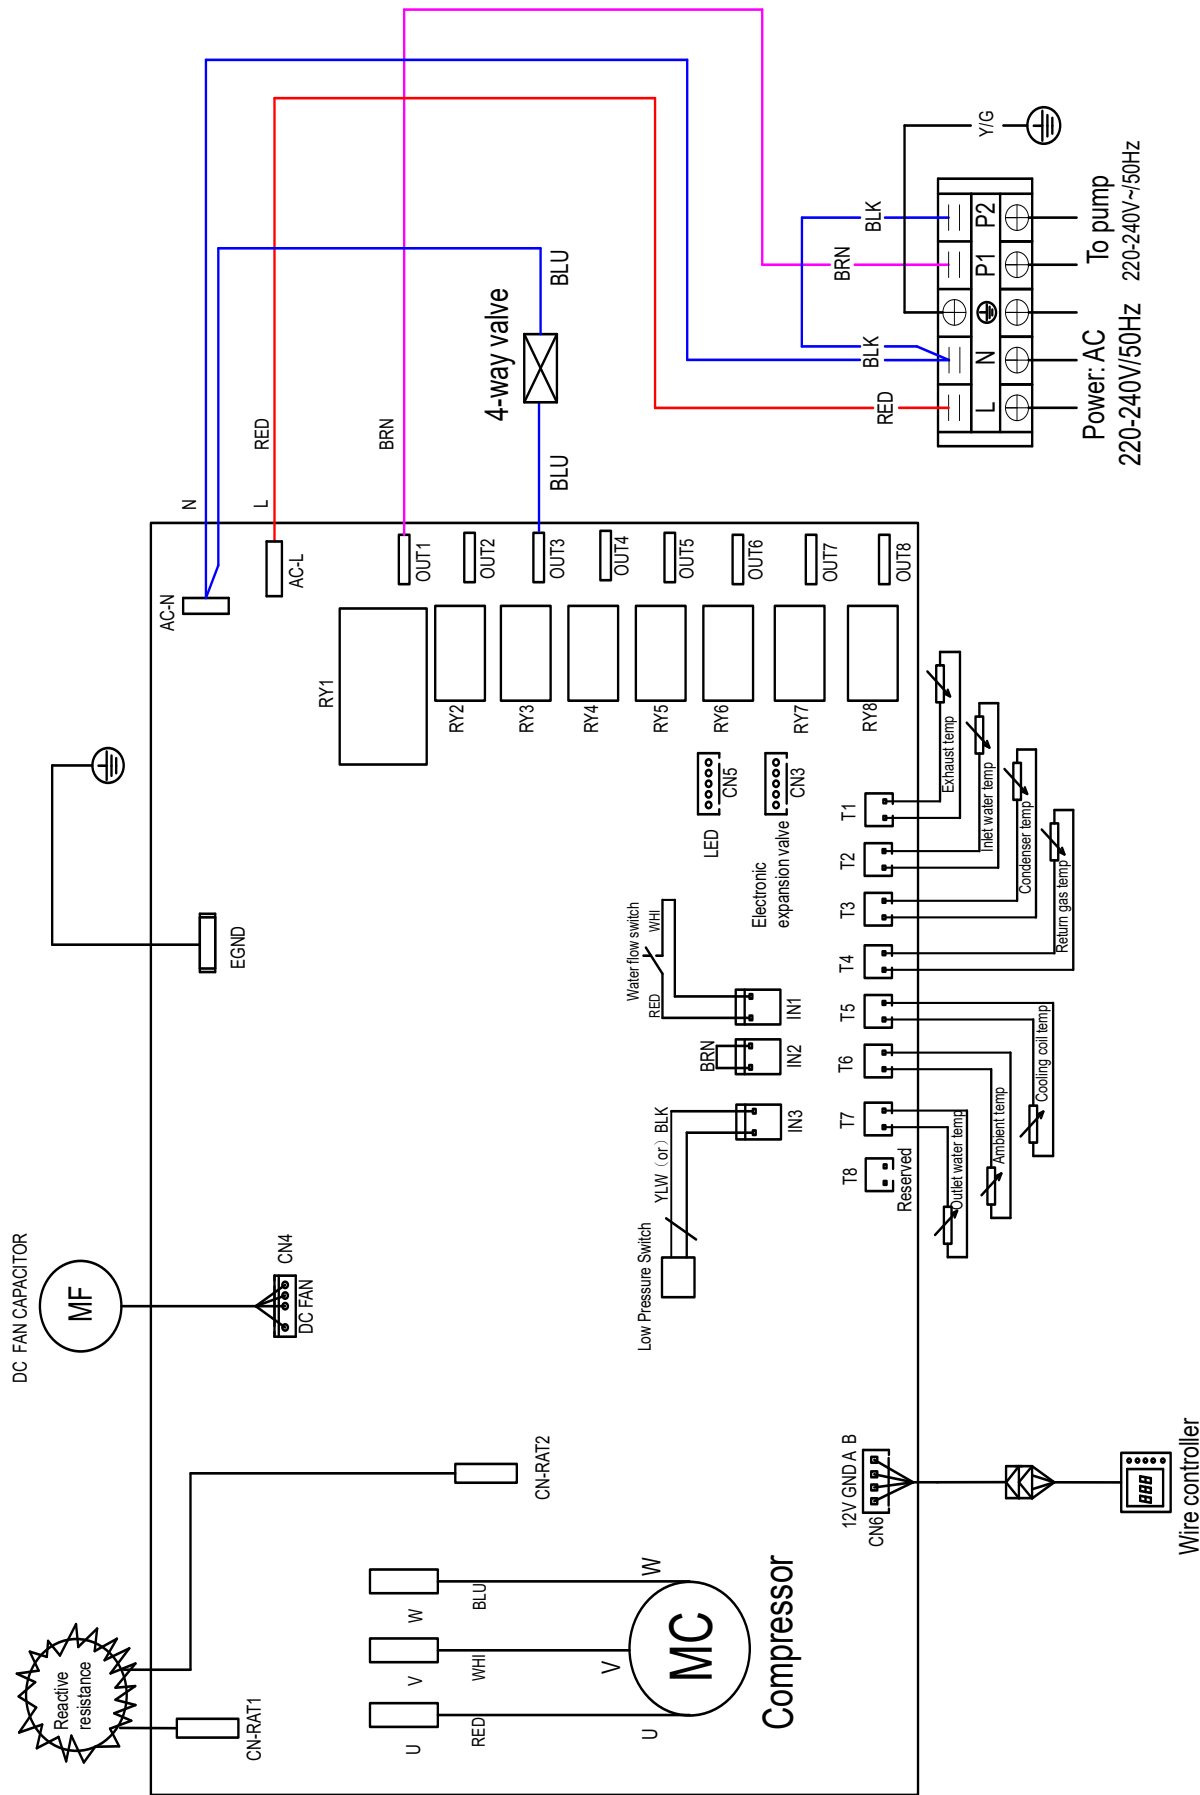 DC FAN CAPACITOR
MF
CN4
DC FAN
Reactive
resistance
CN-RAT1
CN-RAT2
EGND
AC-N
N
AC-L
L
RED
BRN
4-way valve
BLU
BLU
OUT1
OUT2
OUT3
OUT4
OUT5
OUT6
OUT7
OUT8
RY1
RY2
RY3
RY4
RY5
RY6
RY7
RY8
LED
CN5
Electronic
expansion valve
CN3
Water flow switch
RED
WHI
IN1
BRN
IN2
YLW（or）BLK
Low Pressure Switch
IN3
T1
T2
T3
T4
T5
T6
T7
T8
Reserved
Exhaust temp
Inlet water temp
Condenser temp
Return gas temp
Cooling coil temp
Ambient temp
Outlet water temp
12V GND A B
CN6
Wire controller
888
U
V
W
RED
WHI
BLU
U
V
W
MC
Compressor
RED
BLK
BRN
BLK
Y/G
L
N
P1
P2
Power: AC
220-240V/50Hz
To pump
220-240V~/50Hz